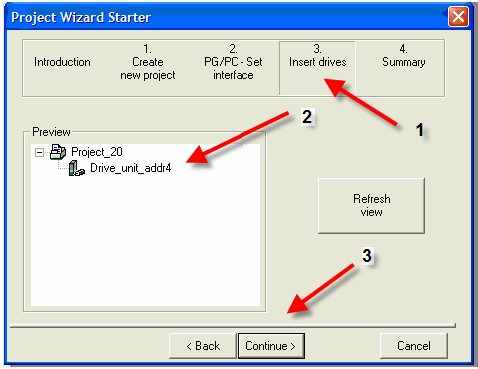 Project Wizard Starter
Introduction
1.
Create
new project
2.
PG/PC - Set
interface
3.
Insert drives
4.
Summary
1
2
Preview
Project_20
Drive_unit_addr4
Refresh
view
3
< Back
Continue >
Cancel